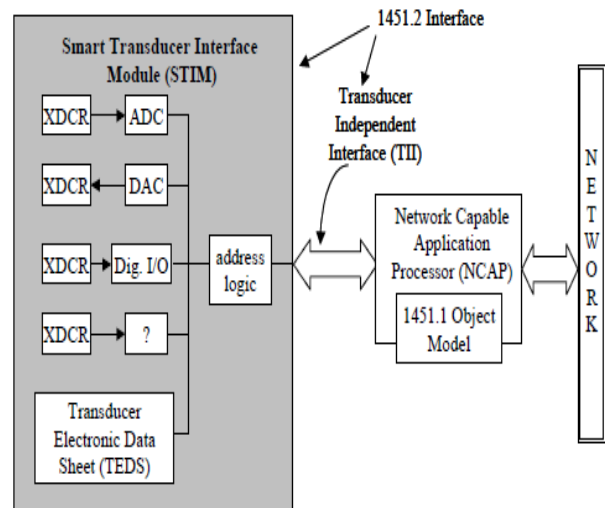 1451.2 Interface
Smart Transducer Interface
Module (STIM)
XDCR
ADC
XDCR
DAC
XDCR
Dig. I/O
XDCR
?
address
logic
Transducer
Electronic Data
Sheet (TEDS)
Transducer
Independent
Interface (TII)
Network Capable
Application
Processor (NCAP)
1451.1 Object
Model
N
E
T
W
O
R
K